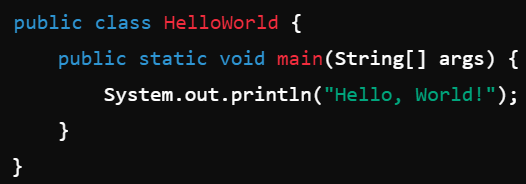 public class HelloWorld {
    public static void main(String[] args) {
        System.out.println("Hello, World!");
    }
}